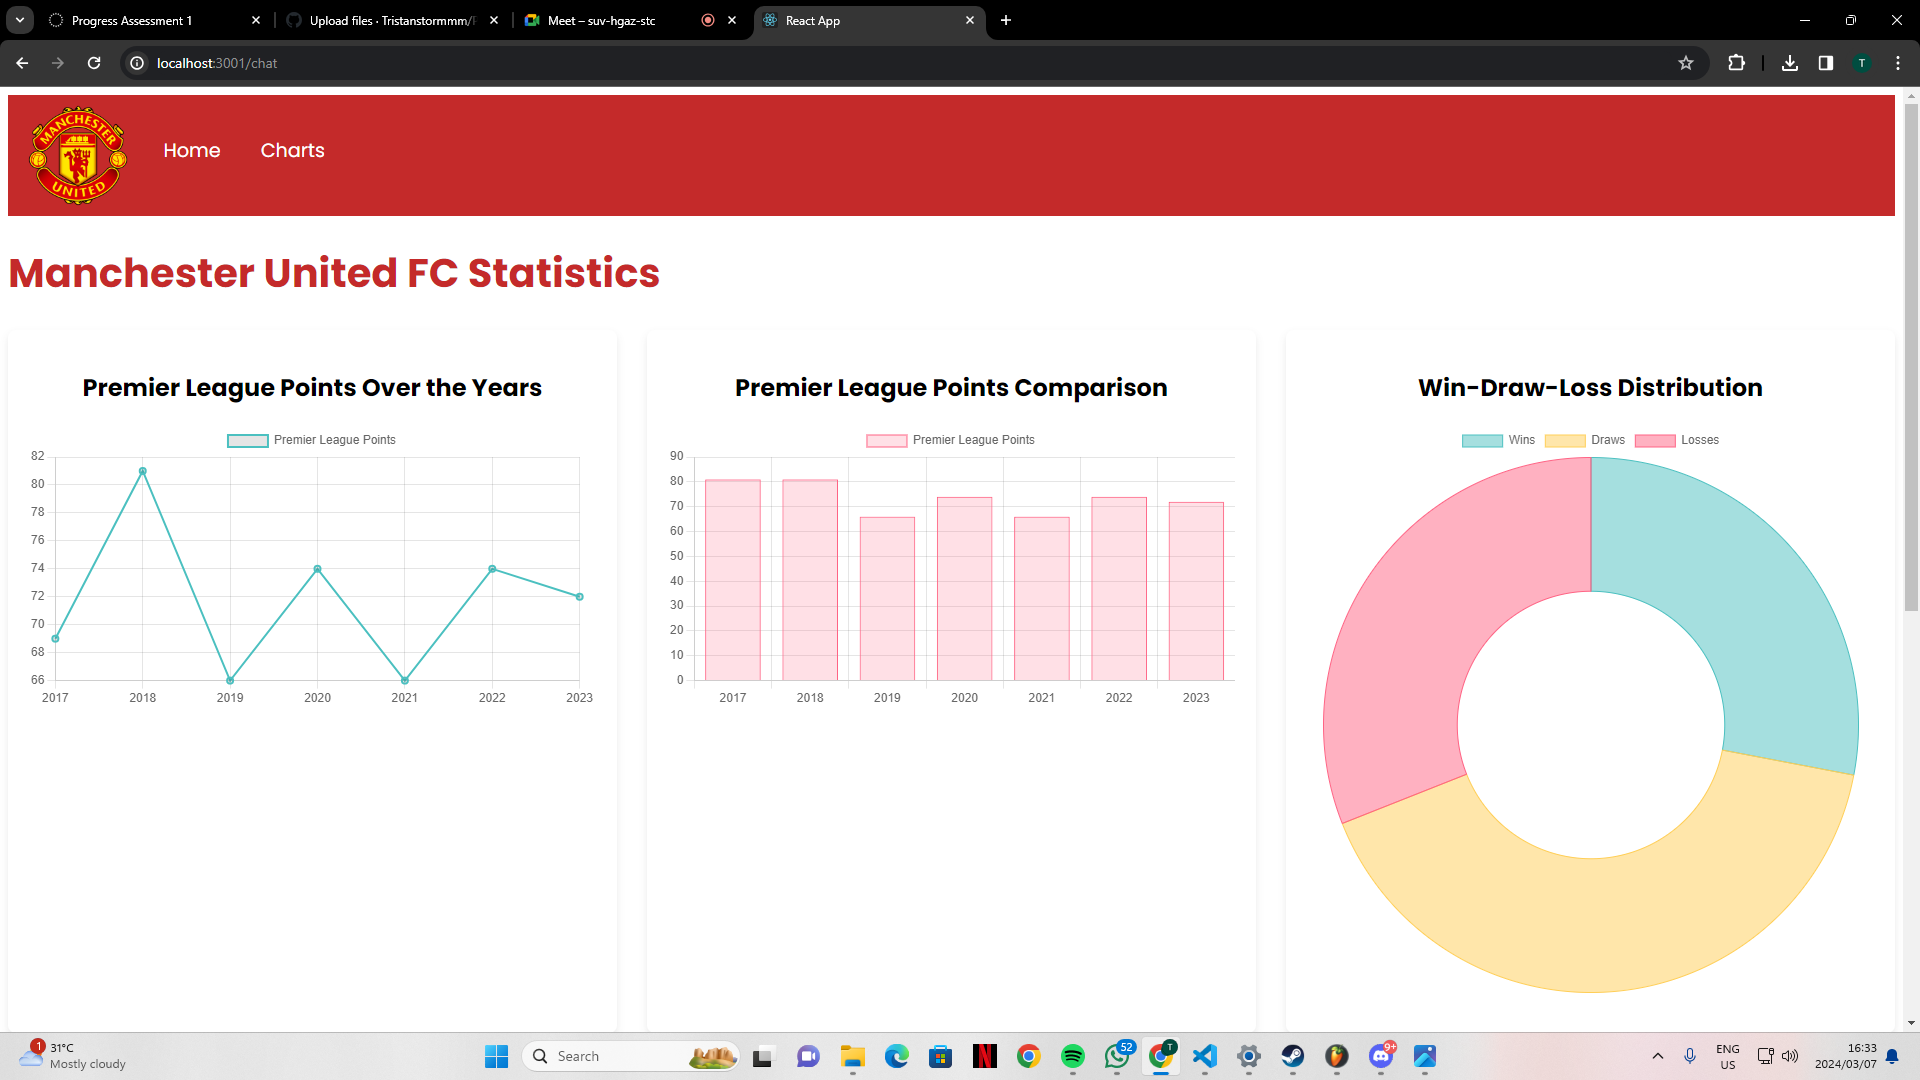 Progress Assessment 1
Upload files · Tristanstormmm/
Meet – suv-hgaz-stc
React App
localhost:3001/chat
T
MANCHESTER
UNITED
Home
Charts
Manchester United FC Statistics
Premier League Points Over the Years
Premier League Points
82
80
78
76
74
72
70
68
66
2017 2018 2019 2020 2021 2022 2023
Premier League Points Comparison
Premier League Points
90
80
70
60
50
40
30
20
10
0
2017 2018 2019 2020 2021 2022 2023
Win-Draw-Loss Distribution
Wins Draws Losses
1
31°C
Mostly cloudy
Search
N
52
T
9+
ENG
US
16:33
2024/03/07